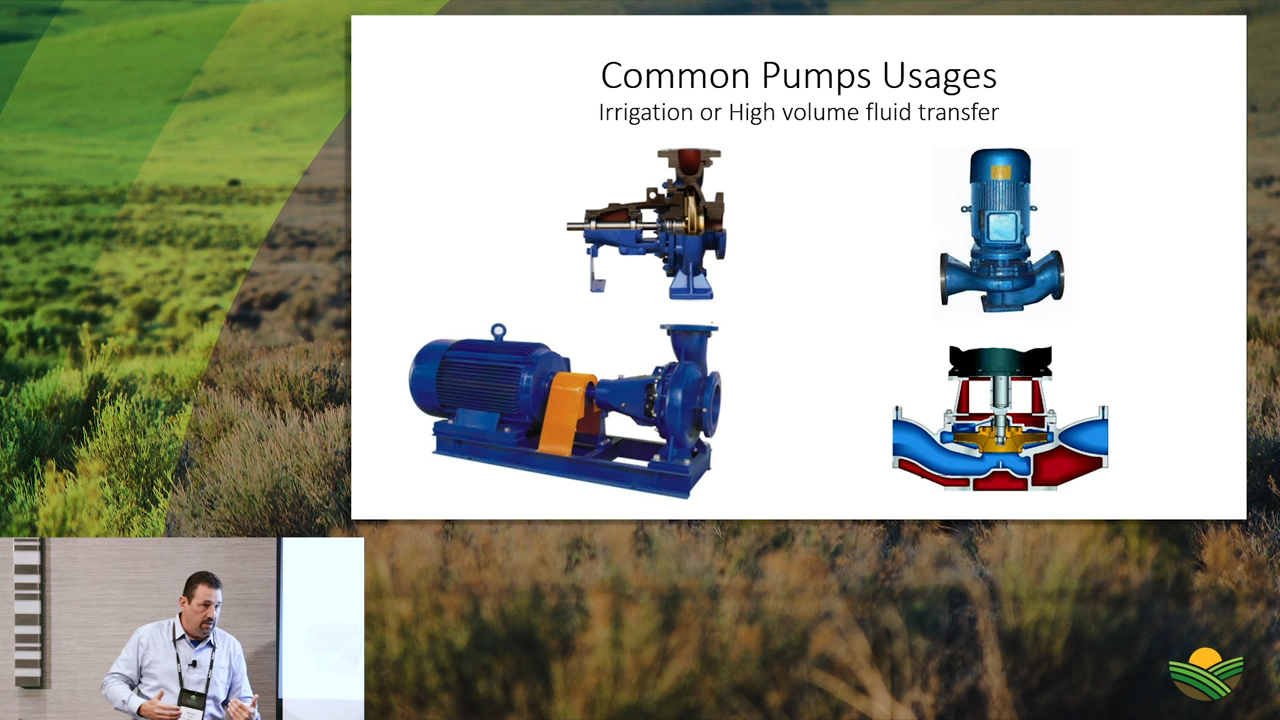 Common Pumps Usages
Irrigation or High volume fluid transfer